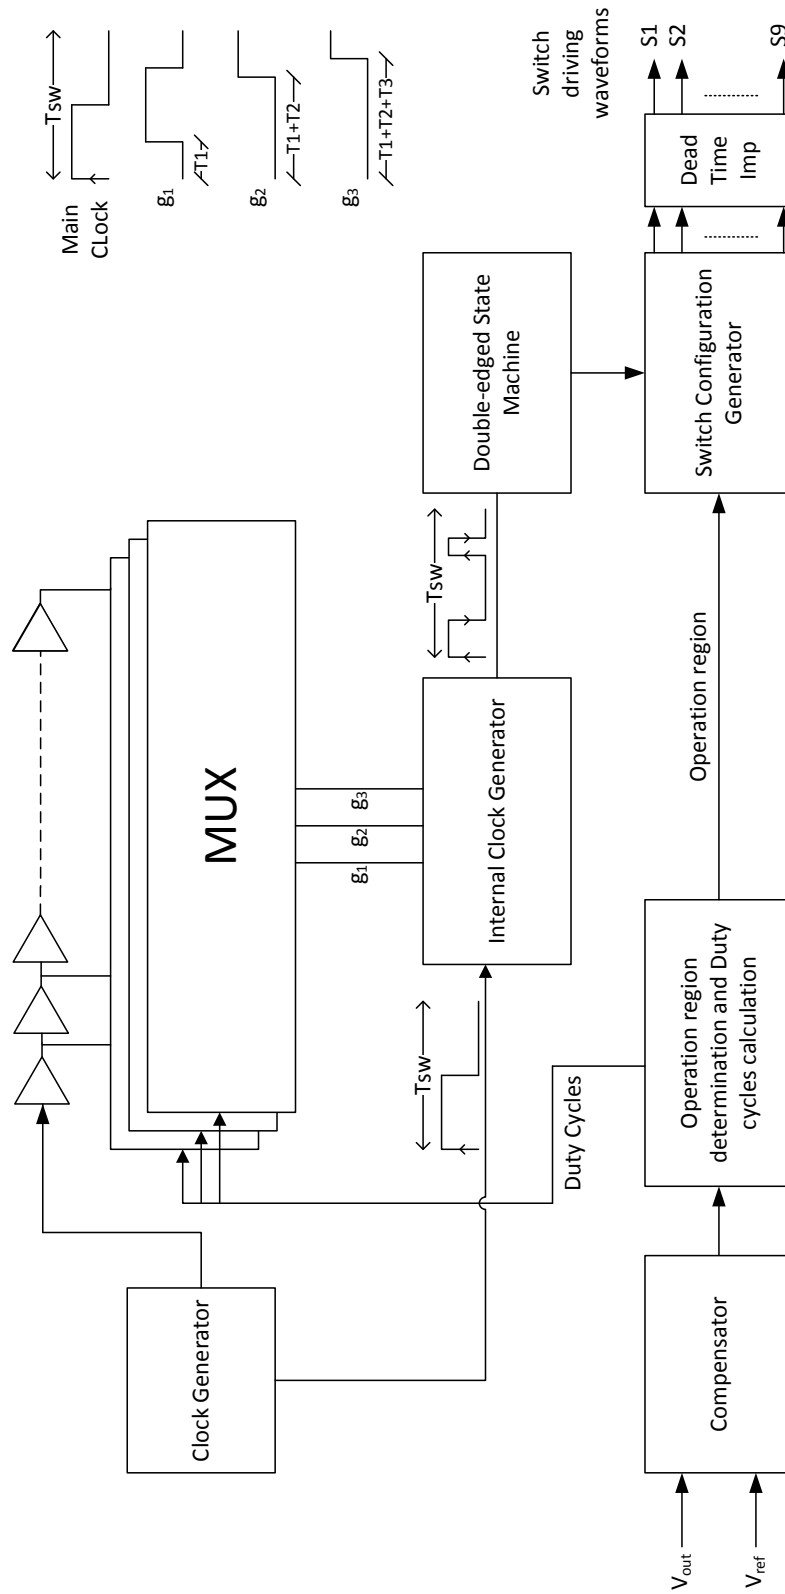 Main
CLock
Tsw
g1
T1
g2
T1+T2
g3
T1+T2+T3
MUX
Clock Generator
g1
g2
g3
Tsw
Internal Clock Generator
Tsw
Double-edged State
Machine
Duty Cycles
Vout
Vref
Compensator
Operation region
determination and Duty
cycles calculation
Operation region
Switch Configuration
Generator
Dead
Time
Imp
Switch
driving
waveforms
S1
S2
S9